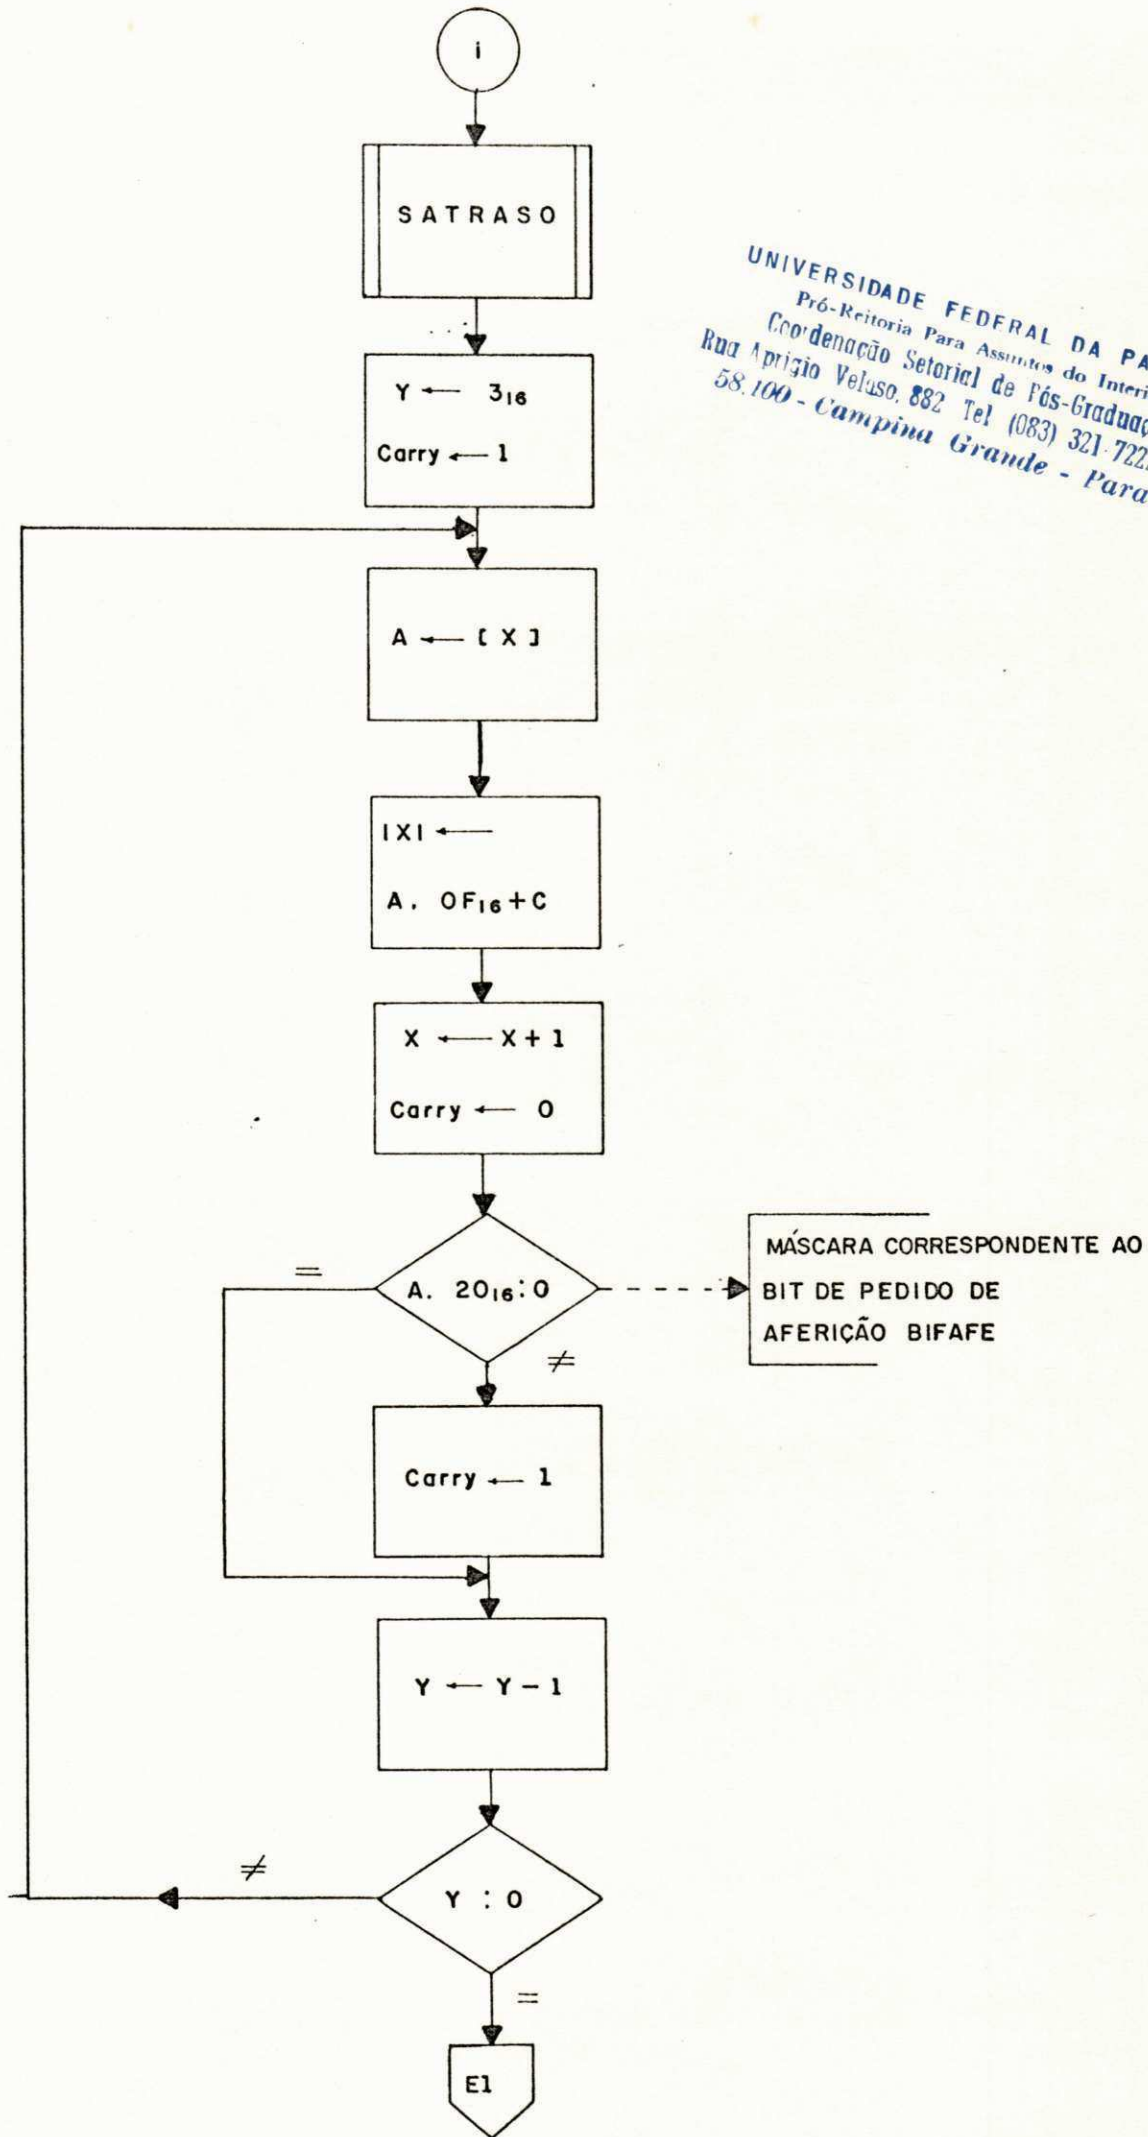 i
SATRASO
UNIVERSIDADE FEDERAL DA PA
Pró-Reitoria Para Assuntos do Interi
Coordenação Setorial de Pós-Graduaç
Rua Aprigio Veloso, 882 Tel (083) 321-722
58.100 - Campina Grande - Para
Y ← 3₁₆
Carry ← 1
A ← [X]
|X| ←
A. 0F₁₆+C
X ← X+1
Carry ← 0
A. 20₁₆:0
=
≠
MÁSCARA CORRESPONDENTE AO
BIT DE PEDIDO DE
AFERIÇÃO BIFAFE
Carry ← 1
Y ← Y-1
≠
Y : 0
=
E1